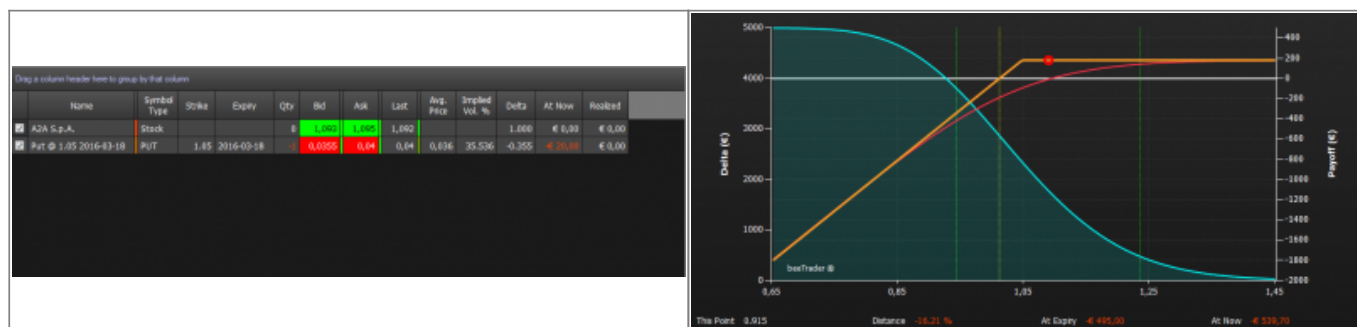 Drag a column header here to group by that column
Name Symbol Type Strike Expiry Qty Bid Ask Last Avg. Price Implied Vol. % Delta At Now Realized
A2A S.p.A. Stock 0 1,093 1,095 1,092 1.000 € 0,00 € 0,00
Put @ 1.05 2016-03-18 PUT 1.05 2016-03-18 -1 0,0355 0,04 0,04 0,036 35.536 -0.355 -€ 20,00 € 0,00
5000
4000
3000
2000
1000
0
Delta (€)
400
200
0
-200
-400
-600
-800
-1000
-1200
-1400
-1600
-1800
-2000
Payoff (€)
beeTrader ®
0,65 0,85 1,05 1,25 1,45
This Point 0.915 Distance -16.21 % At Expiry -€ 495,00 At Now -€ 539,70